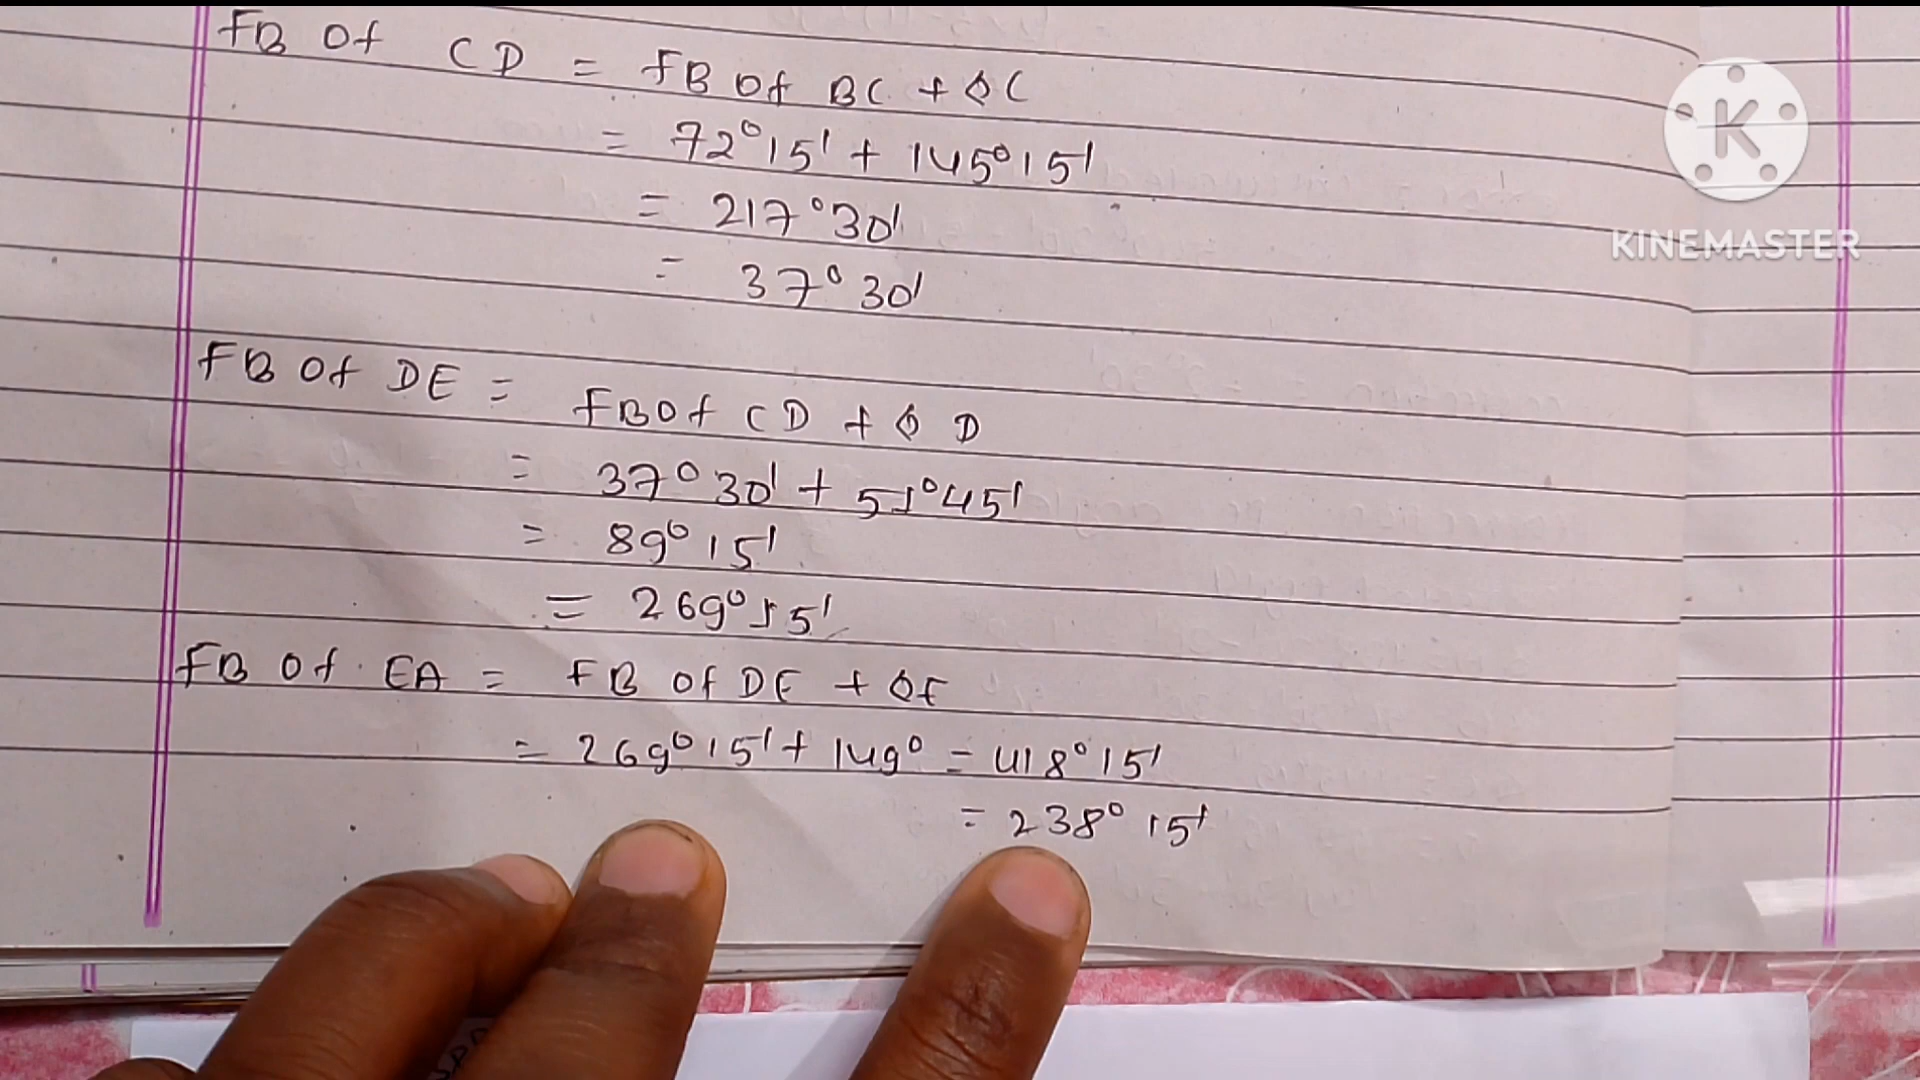 FB Of CD = FB Of BC + ∠C
= 72°15' + 145°15'
= 217°30'
= 37°30'
FB Of DE = FB Of CD + ∠D
= 37°30' + 51°45'
= 89°15'
= 269°15'
FB Of EA = FB Of DE + ∠E
= 269°15' + 149° = 418°15'
= 238°15'
K
KINEMASTER